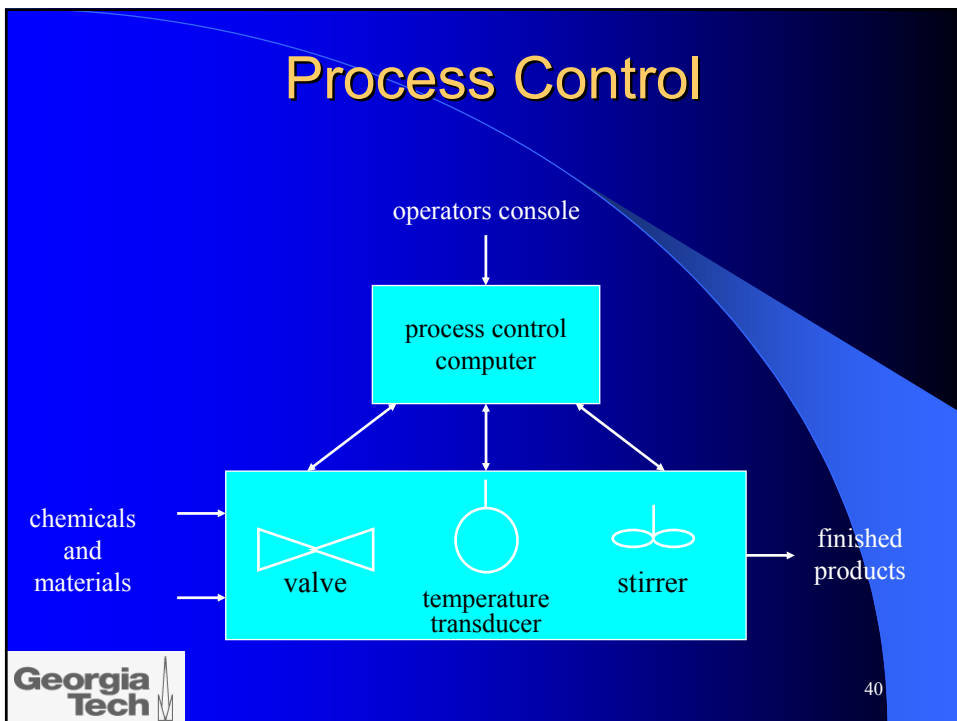 Process Control
operators console
process control
computer
chemicals
and
materials
valve
temperature
transducer
stirrer
finished
products
Georgia
Tech
40